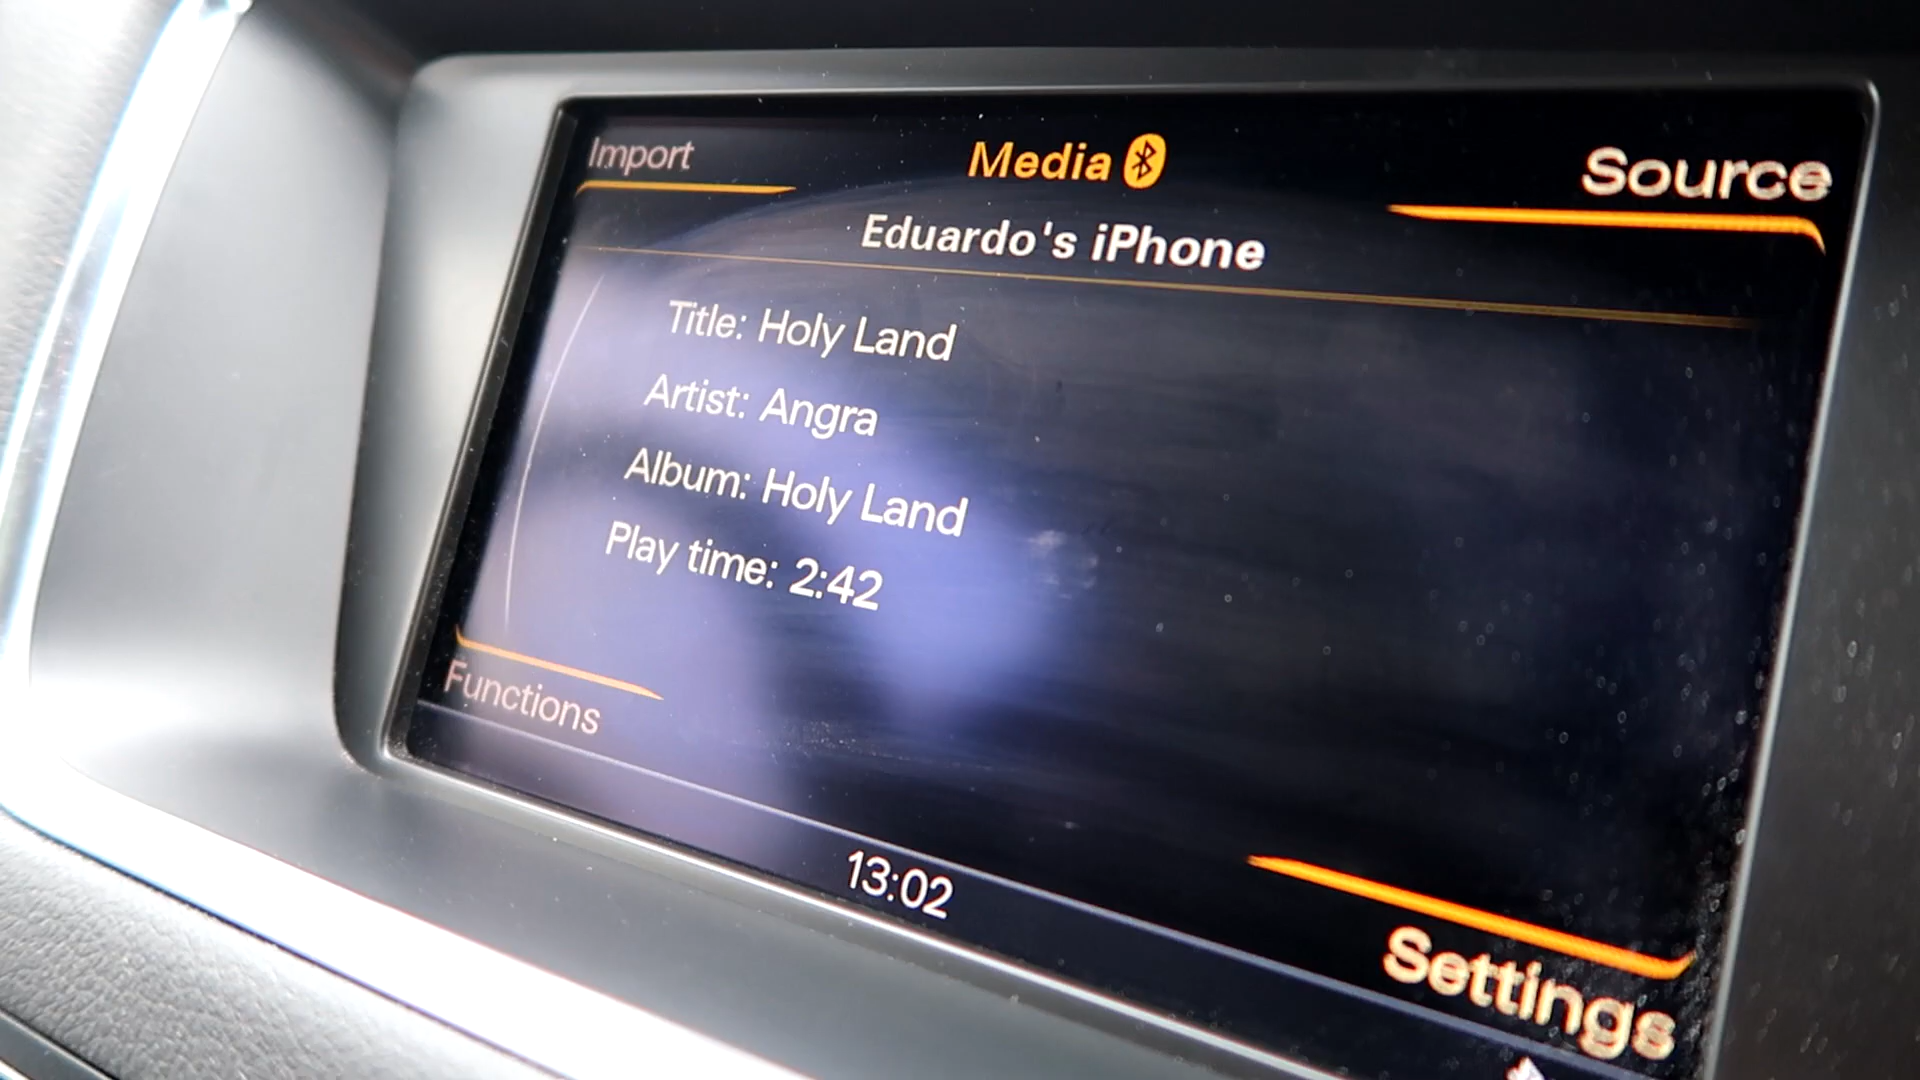 Import
Media
Source
Eduardo's iPhone
Title: Holy Land
Artist: Angra
Album: Holy Land
Play time: 2:42
Functions
13:02
Settings